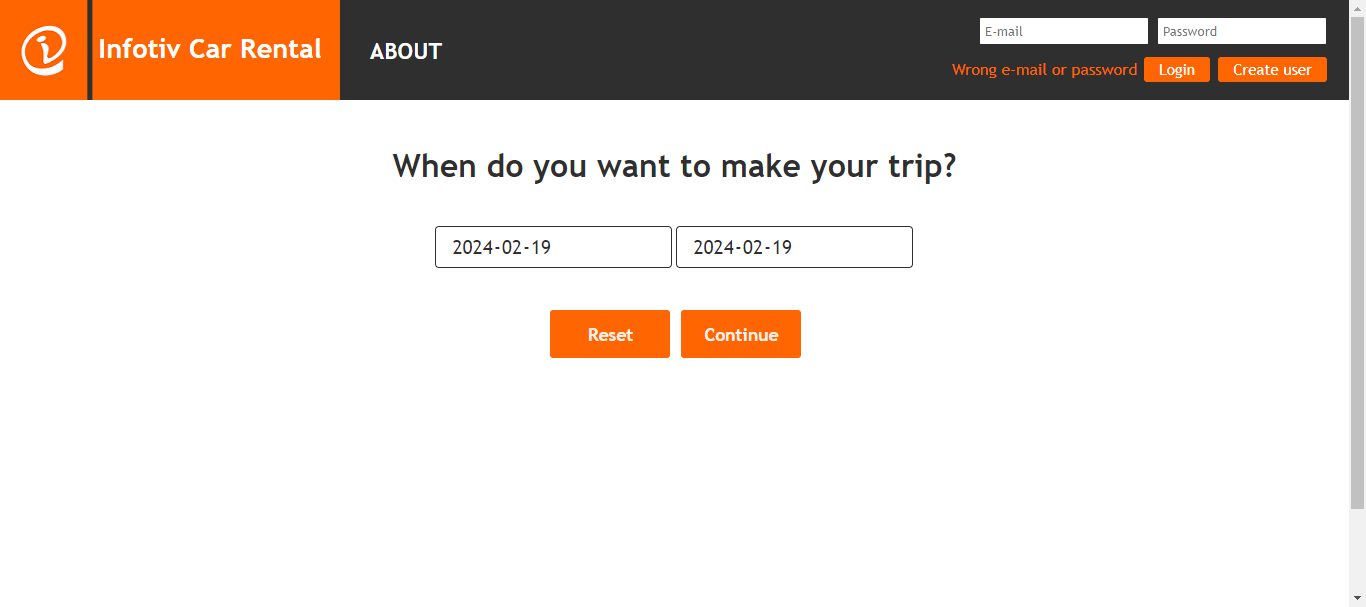 Infotiv Car Rental
ABOUT
E-mail
Password
Wrong e-mail or password
Login
Create user
When do you want to make your trip?
2024-02-19
2024-02-19
Reset
Continue